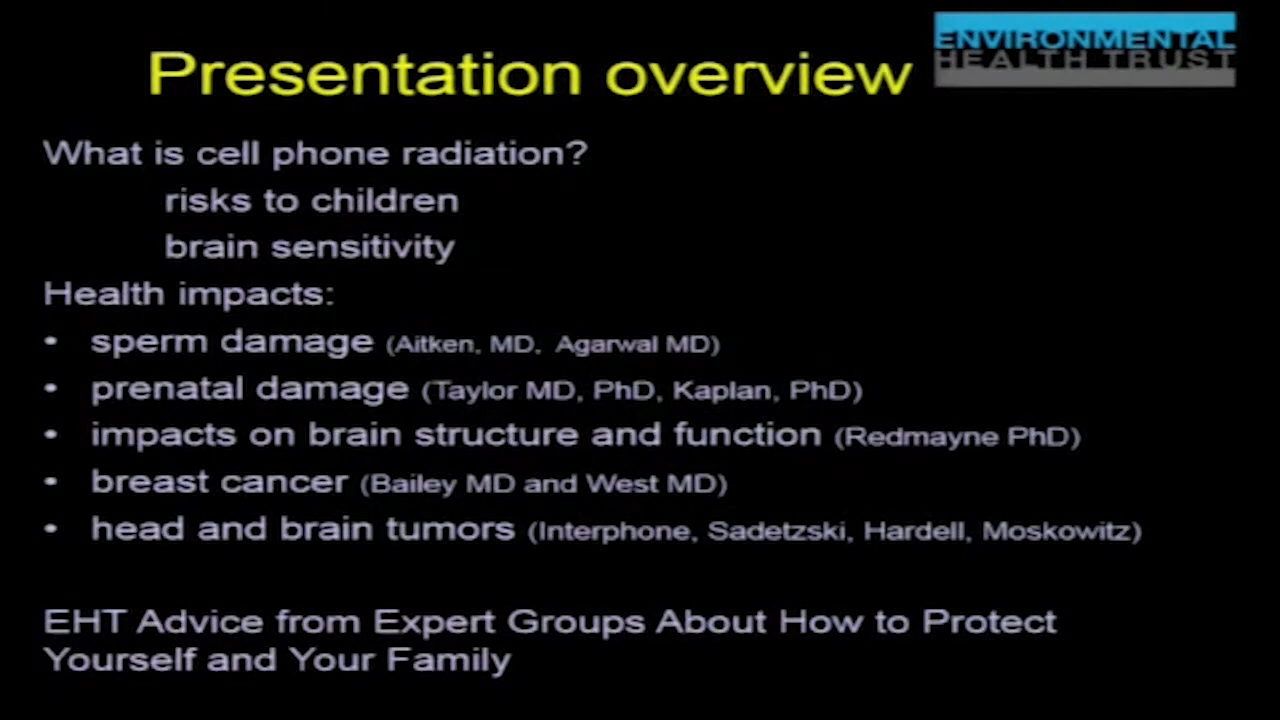 ENVIRONMENTAL
HEALTH TRUST
Presentation overview
What is cell phone radiation?
risks to children
brain sensitivity
Health impacts:
• sperm damage (Aitken, MD, Agarwal MD)
• prenatal damage (Taylor MD, PhD, Kaplan, PhD)
• impacts on brain structure and function (Redmayne PhD)
• breast cancer (Bailey MD and West MD)
• head and brain tumors (Interphone, Sadetzski, Hardell, Moskowitz)
EHT Advice from Expert Groups About How to Protect
Yourself and Your Family